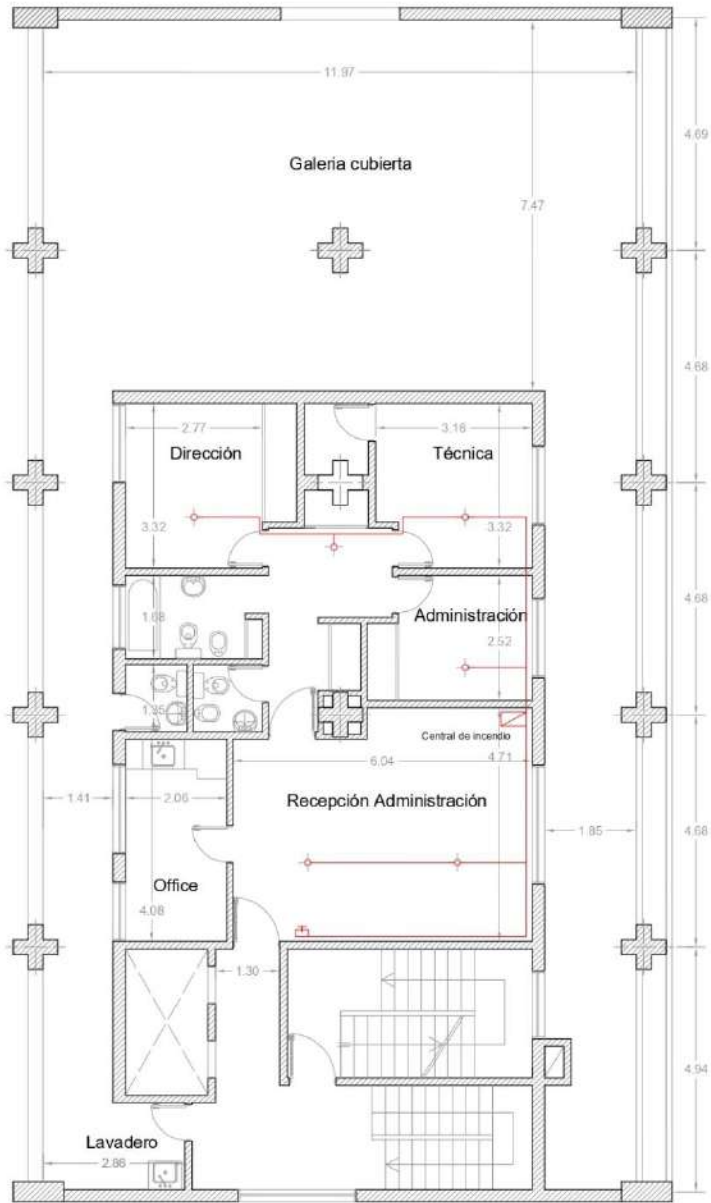 11.97
4.69
Galeria cubierta
7.47
4.68
2.77
3.16
Dirección
Técnica
4.68
3.32
3.32
Administración
1.68
2.52
1.35
Central de incendio
6.04
4.71
1.41
2.06
Recepción Administración
1.85
4.68
Office
4.08
1.30
4.94
Lavadero
2.86